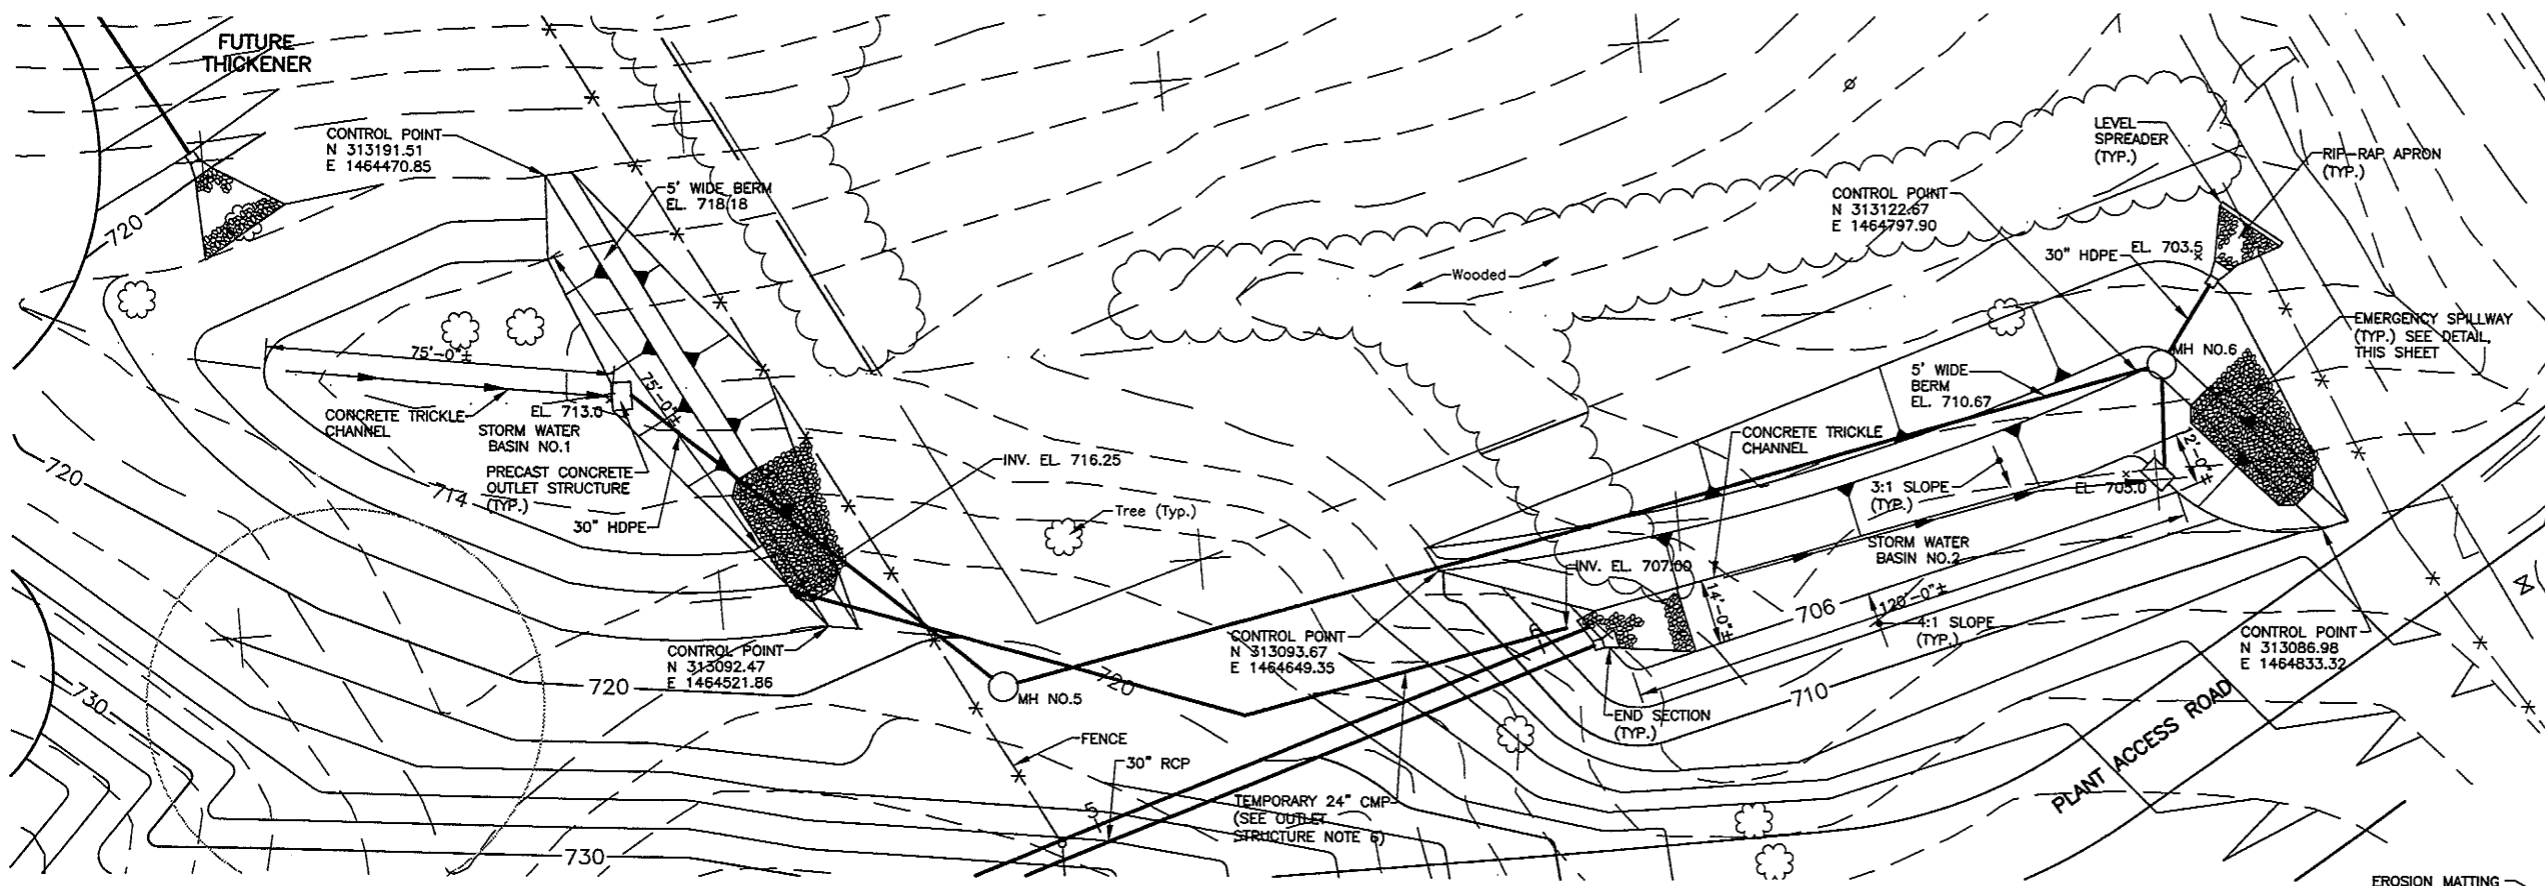 FUTURE
THICKENER
CONTROL POINT
N 313191.51
E 1464470.85
5' WIDE BERM
EL. 718.18
720
75'-0"±
CONCRETE TRICKLE
CHANNEL
EL. 713.0
STORM WATER
BASIN NO.1
75'-0"±
PRECAST CONCRETE
OUTLET STRUCTURE
(TYP.)
30" HDPE
714
720
INV. EL. 716.25
Tree (Typ.)
Wooded
CONTROL POINT
N 313092.47
E 1464521.86
720
720
730
730
MH NO.5
FENCE
30" RCP
5
6
TEMPORARY 24" CMP
(SEE OUTLET
STRUCTURE NOTE 6)
CONTROL POINT
N 313093.67
E 1464649.35
INV. EL. 707.00
END SECTION
(TYP.)
14'-0"±
CONCRETE TRICKLE
CHANNEL
LEVEL
SPREADER
(TYP.)
RIP-RAP APRON
(TYP.)
CONTROL POINT
N 313122.67
E 1464797.90
30" HDPE
EL. 703.5
EMERGENCY SPILLWAY
(TYP.) SEE DETAIL,
THIS SHEET
MH NO.6
5' WIDE
BERM
EL. 710.67
3:1 SLOPE
(TYP.)
EL. 705.0
2'-0"±
STORM WATER
BASIN NO.2
706
120'-0"±
4:1 SLOPE
(TYP.)
710
CONTROL POINT
N 313086.98
E 1464833.32
PLANT ACCESS ROAD
EROSION MATTING